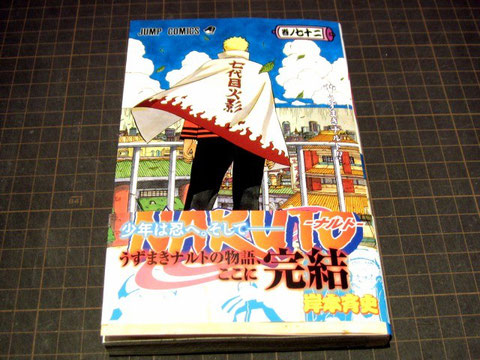 JUMP COMICS
巻ノ七十二
七代目火影
NARUTO
-ナルト-
少年は忍へ。そして――
うずまきナルトの物語、
ここに完結
岸本斉史